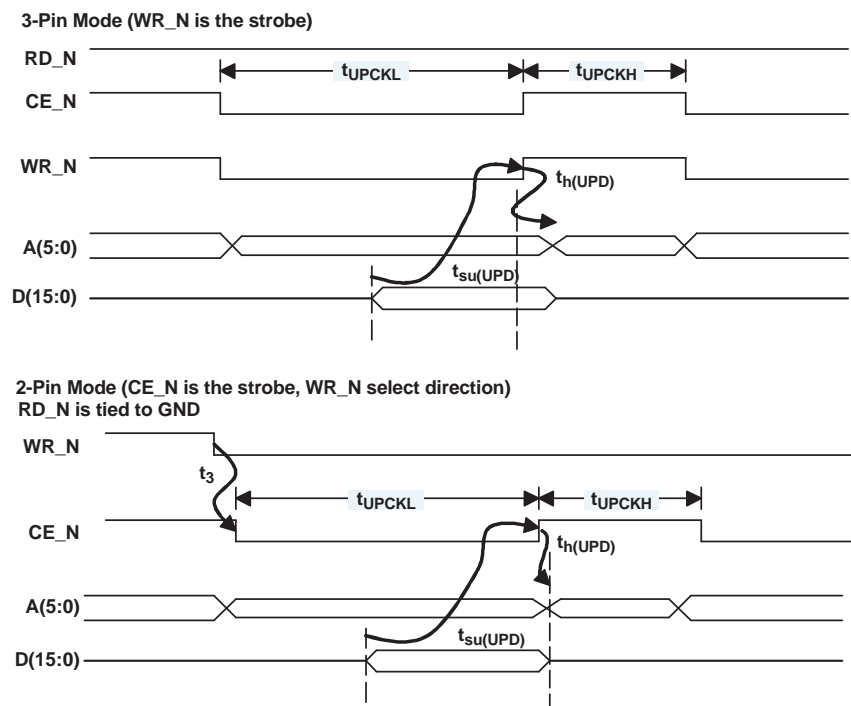 3-Pin Mode (WR_N is the strobe)
RD_N
tUPCKL
tUPCKH
CE_N
WR_N
th(UPD)
A(5:0)
tsu(UPD)
D(15:0)
2-Pin Mode (CE_N is the strobe, WR_N select direction)
RD_N is tied to GND
WR_N
t3
tUPCKL
tUPCKH
CE_N
th(UPD)
A(5:0)
tsu(UPD)
D(15:0)